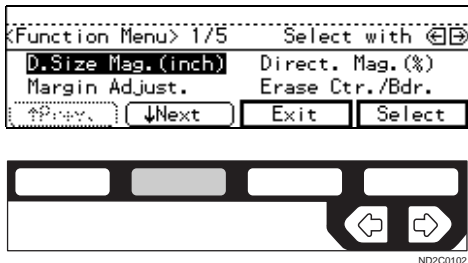 <Function Menu> 1/5 Select with ←→
D.Size Mag.(inch) Direct. Mag.(%)
Margin Adjust. Erase Ctr./Bdr.
↑Prev. ↓Next Exit Select
ND2C0102